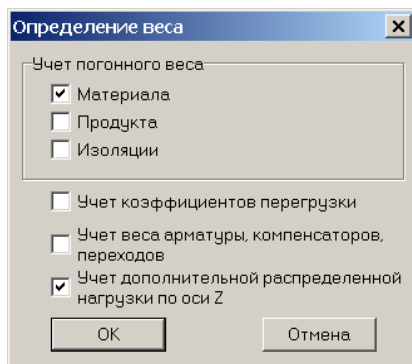 Определение веса
Учет погонного веса
Материала
Продукта
Изоляции
Учет коэффициентов перегрузки
Учет веса арматуры, компенсаторов,
переходов
Учет дополнительной распределенной
нагрузки по оси Z
ОК
Отмена